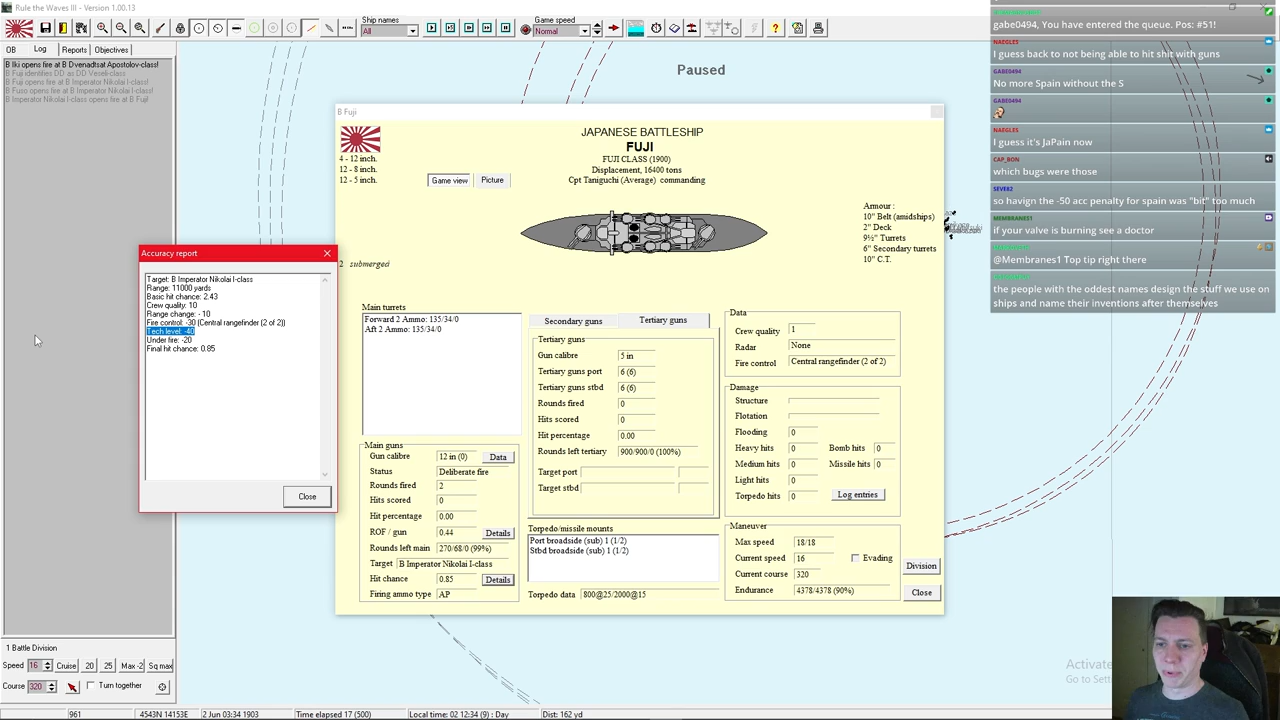 Rule the Waves III - Version 1.00.13
Ship names
All
Game speed
Normal
OB Log Reports Objectives
B Iki opens fire at B Dvenadtsat Apostolov-class!
B Fuji identifies DD as DD Veseli-class
B Fuji opens fire at B Imperator Nikolai I-class!
B Fuso opens fire at B Imperator Nikolai I-class!
B Imperator Nikolai I-class opens fire at B Fuji!
Paused
B Fuji
4 - 12 inch.
12 - 8 inch.
12 - 5 inch.
JAPANESE BATTLESHIP
FUJI
FUJI CLASS (1900)
Displacement, 16400 tons
Cpt Taniguchi (Average) commanding
Game view Picture
Armour :
10" Belt (amidships)
2" Deck
9½" Turrets
6" Secondary turrets
10" C.T.
2 submerged
Accuracy report
Target: B Imperator Nikolai I-class
Range: 11000 yards
Basic hit chance: 2.43
Crew quality: 10
Range change: - 10
Fire control: -30 (Central rangefinder (2 of 2))
Tech level: -40
Under fire: -20
Final hit chance: 0.85
Close
Main turrets
Forward 2 Ammo: 135/34/0
Aft 2 Ammo: 135/34/0
Main guns
Gun calibre 12 in (0) Data
Status Deliberate fire
Rounds fired 2
Hits scored 0
Hit percentage 0.00
ROF / gun 0.44 Details
Rounds left main 270/68/0 (99%)
Target B Imperator Nikolai I-class
Hit chance 0.85 Details
Firing ammo type AP
Secondary guns Tertiary guns
Tertiary guns
Gun calibre 5 in
Tertiary guns port 6 (6)
Tertiary guns stbd 6 (6)
Rounds fired 0
Hits scored 0
Hit percentage 0.00
Rounds left tertiary 900/900/0 (100%)
Target port
Target stbd
Torpedo/missile mounts
Port broadside (sub) 1 (1/2)
Stbd broadside (sub) 1 (1/2)
Torpedo data 800@25/2000@15
Data
Crew quality 1
Radar None
Fire control Central rangefinder (2 of 2)
Damage
Structure
Flotation
Flooding 0
Heavy hits 0 Bomb hits 0
Medium hits 0 Missile hits 0
Light hits 0
Torpedo hits 0 Log entries
Maneuver
Max speed 18/18
Current speed 16 Evading
Current course 320
Endurance 4378/4378 (90%)
Division
Close
gabe0494, You have entered the queue. Pos: #51!
NAEGLES
I guess back to not being able to hit shit with guns
GABE0494
No more Spain without the S
GABE0494
NAEGLES
I guess it's JaPain now
CAP_BON
which bugs were those
SEVE82
so havign the -50 acc penalty for spain was "bit" too much
MEMBRANES1
if your valve is burning see a doctor
@Membranes1 Top tip right there
the people with the oddest names design the stuff we use on
ships and name their inventions after themselves
1 Battle Division
Speed 16 Cruise 20 25 Max -2 Sq max
Course 320 Turn together
Activate
Go to Setti
961 4543N 14153E 2 Jun 03:34 1903 Time elapsed 17 (500) Local time: 02 12:34 (9) : Day Dist: 162 yd